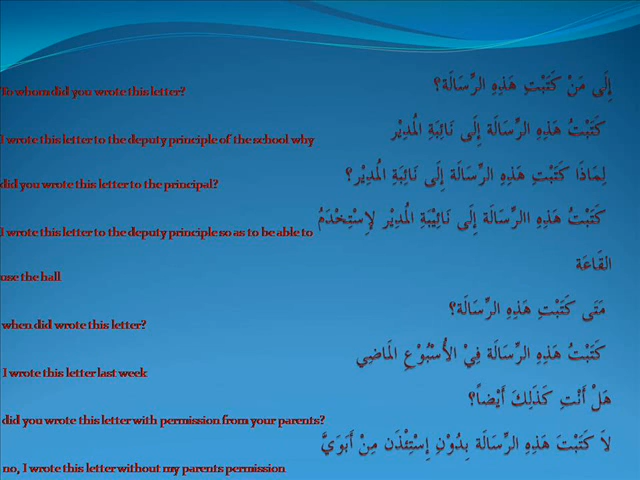 إِلَى مَنْ كَتَبْتِ هَذِهِ الرِّسَالَة؟
To whom did you wrote this letter?
كَتَبْتُ هَذِهِ الرِّسَالَة إِلَى نَائِبَةِ الْمُدِيْر
I wrote this letter to the deputy principle of the school why
لِمَاذَا كَتَبْتِ هَذِهِ الرِّسَالَة إِلَى نَائِبَةِ الْمُدِيْر؟
did you wrote this letter to the principal?
كَتَبْتُ هَذِهِ االرِّسَالَة إِلَى نَائِيْبَةِ الْمُدِيْر لِإِسْتِخْدَمُ
I wrote this letter to the deputy principle so as to be able to
القَاعَة
use the hall
مَتَى كَتَبْتِ هَذِهِ الرِّسَالَة؟
when did wrote this letter?
كَتَبْتُ هَذِهِ الرِّسَالَة فِيْ الأُسْبُوْعِ الْمَاضِي
I wrote this letter last week
هَلْ أَنْتِ كَذَلِكَ أَيْضاً؟
did you wrote this letter with permission from your parents?
لاَ كَتَبْتَ هَذِهِ الرِّسَالَة بِدُوْنِ إِسْتِئْذَن مِنْ أَبَوَيَّ
no, I wrote this letter without my parents permission